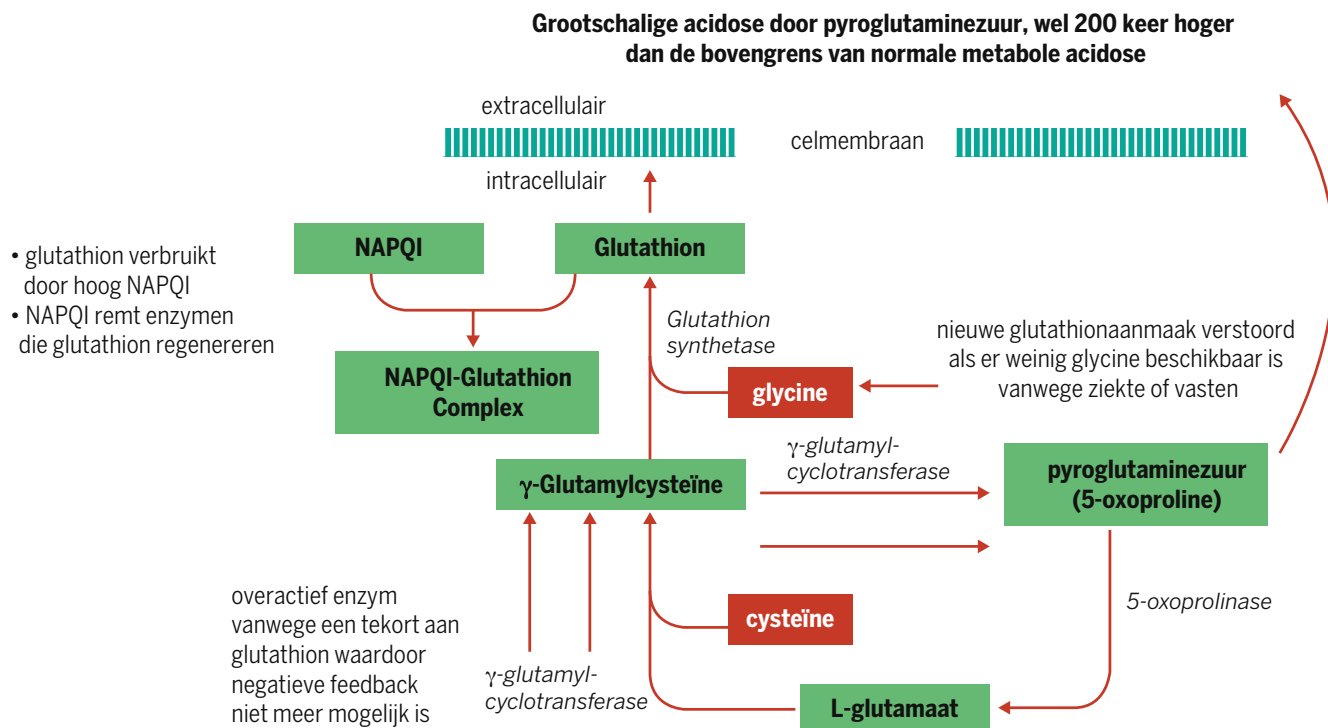 Grootschalige acidose door pyroglutaminezuur, wel 200 keer hoger
dan de bovengrens van normale metabole acidose
extracellulair
celmembraan
intracellulair
NAPQI
Glutathion
• glutathion verbruikt
door hoog NAPQI
• NAPQI remt enzymen
die glutathion regenereren
Glutathion
synthetase
nieuwe glutathionaanmaak verstoord
als er weinig glycine beschikbaar is
vanwege ziekte of vasten
NAPQI-Glutathion
Complex
glycine
γ-glutamyl-
cyclotransferase
γ-Glutamylcysteïne
pyroglutaminezuur
(5-oxoproline)
overactief enzym
vanwege een tekort aan
glutathion waardoor
negatieve feedback
niet meer mogelijk is
γ-glutamyl-
cyclotransferase
cysteïne
5-oxoprolinase
L-glutamaat